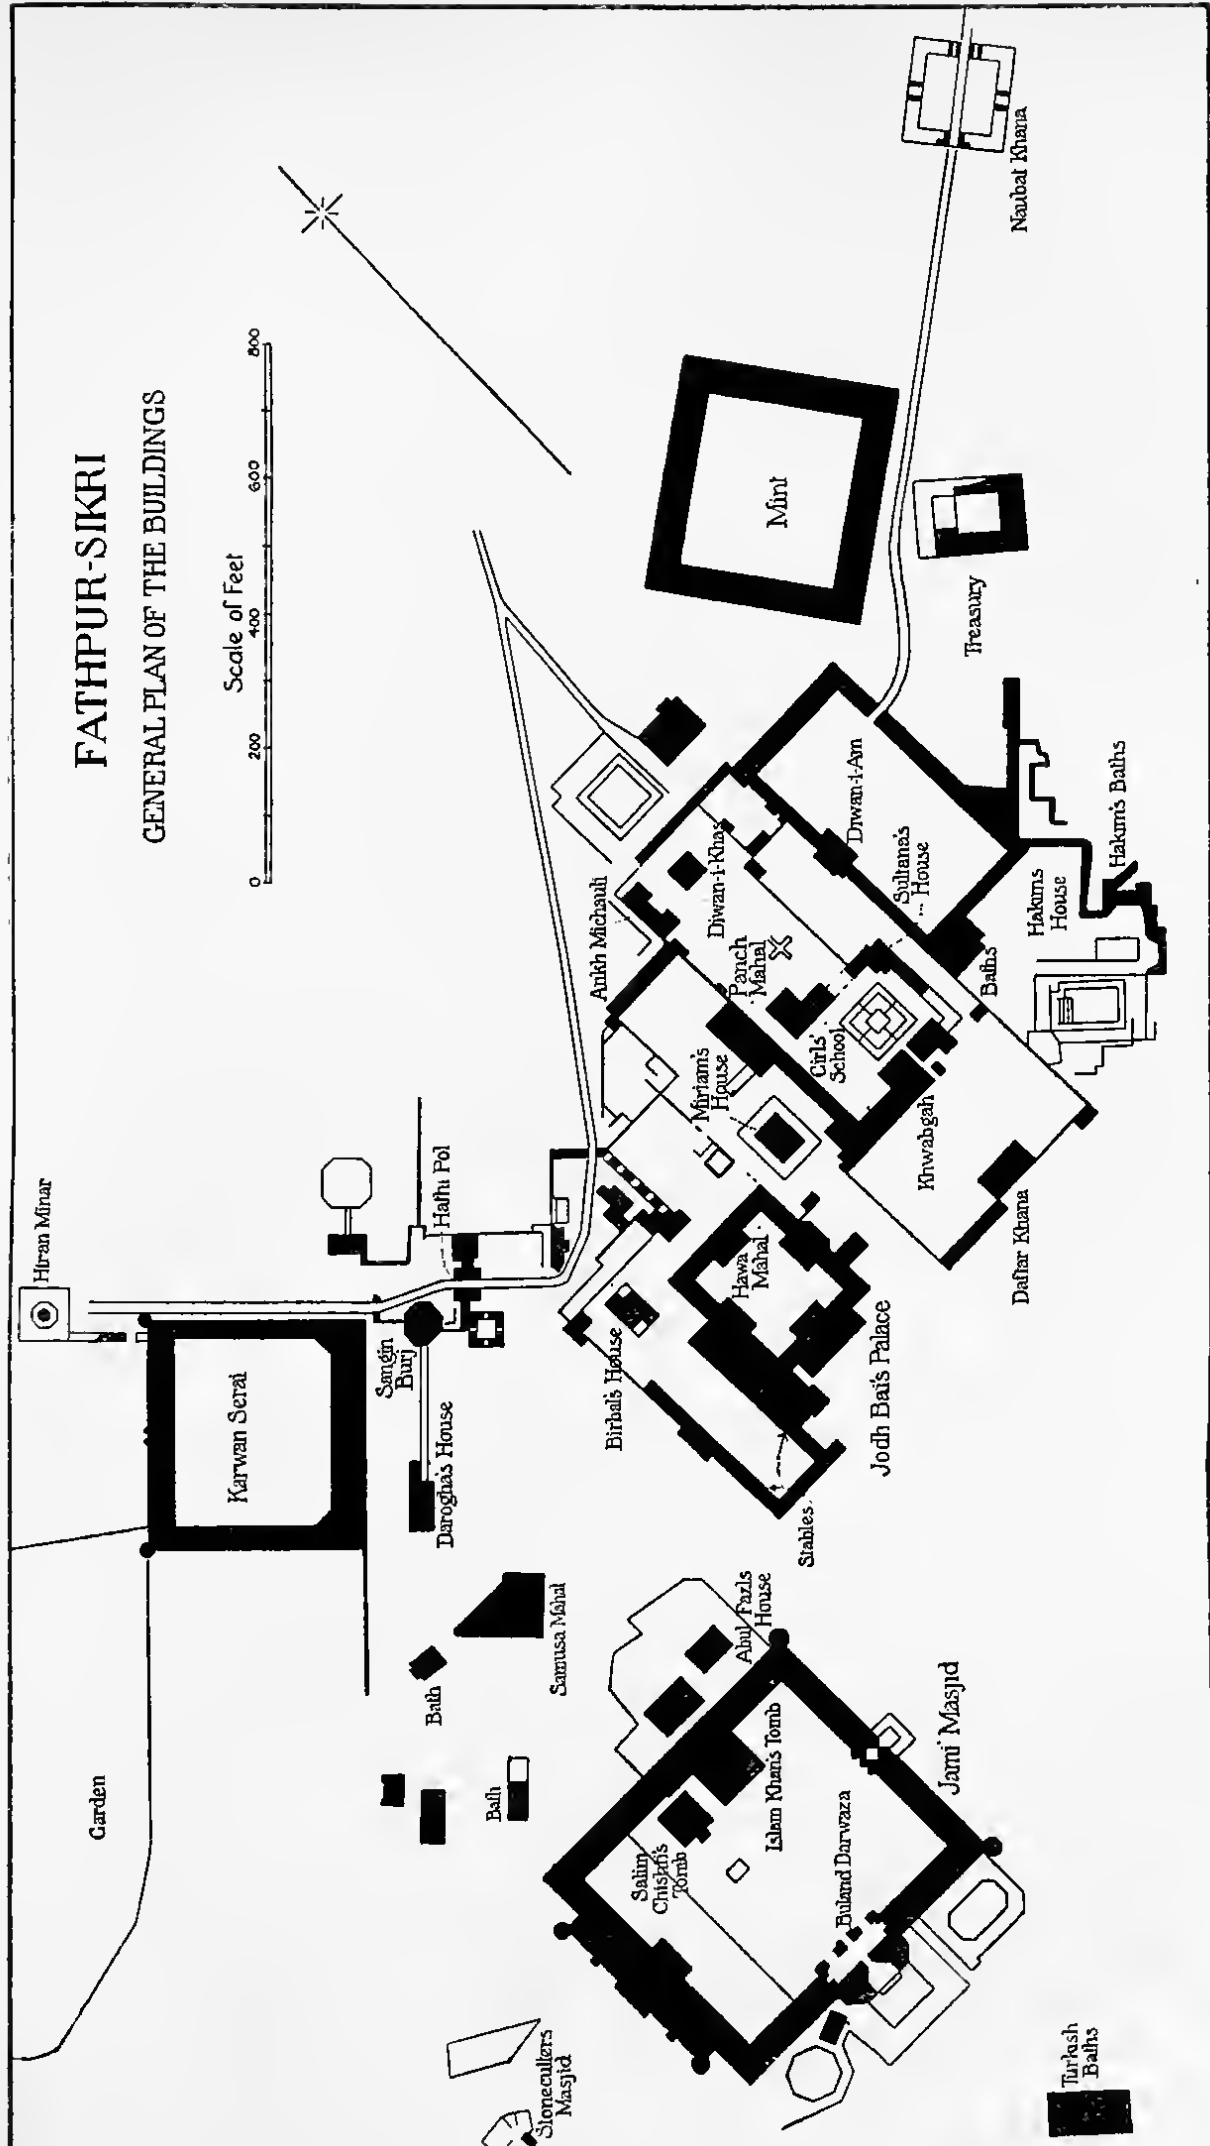 FATHPUR-SIKRI
GENERAL PLAN OF THE BUILDINGS
Scale of Feet
0 200 400 600 800
Hiran Minar
Garden
Karwan Serai
Hathi Pol
Sangin
Burj
Darogha's House
Bath
Samusa Mahal
Bath
Stonecutters
Masjid
Ankh Michauli
Diwan-i-Khas
Panch
Mahal
Miriam's
House
Girls'
School
Birbal's House
Hawa
Mahal
Jodh Bai's Palace
Stables
Abul Fazls
House
Salim
Chishti's
Tomb
Islam Khan's Tomb
Buland Darwaza
Jami' Masjid
Turkish
Baths
Mint
Naubat Khana
Treasury
Diwan-i-Am
Sultana's
House
Hakim's Baths
Hakims
House
Baths
Khwabgah
Daftar Khana